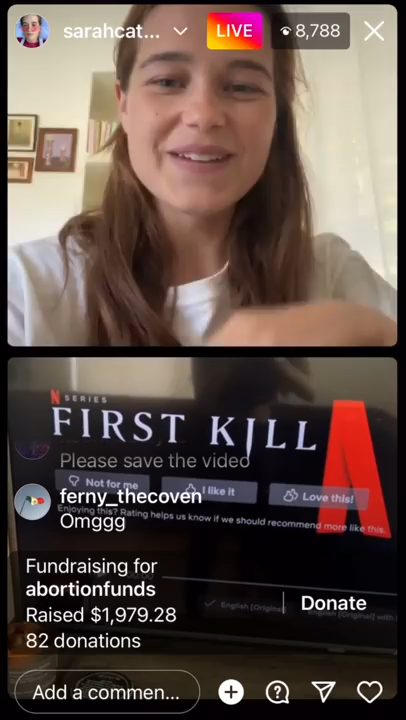 sarahcat...
LIVE
8,788
N SERIES
FIRST KILL
Please save the video
Not for me
I like it
Love this!
ferny_thecoven
Enjoying this? Rating helps us know if we should recommend more like this.
Omggg
Fundraising for
abortionfunds
Raised $1,979.28
82 donations
Donate
English [Original]
Add a commen...